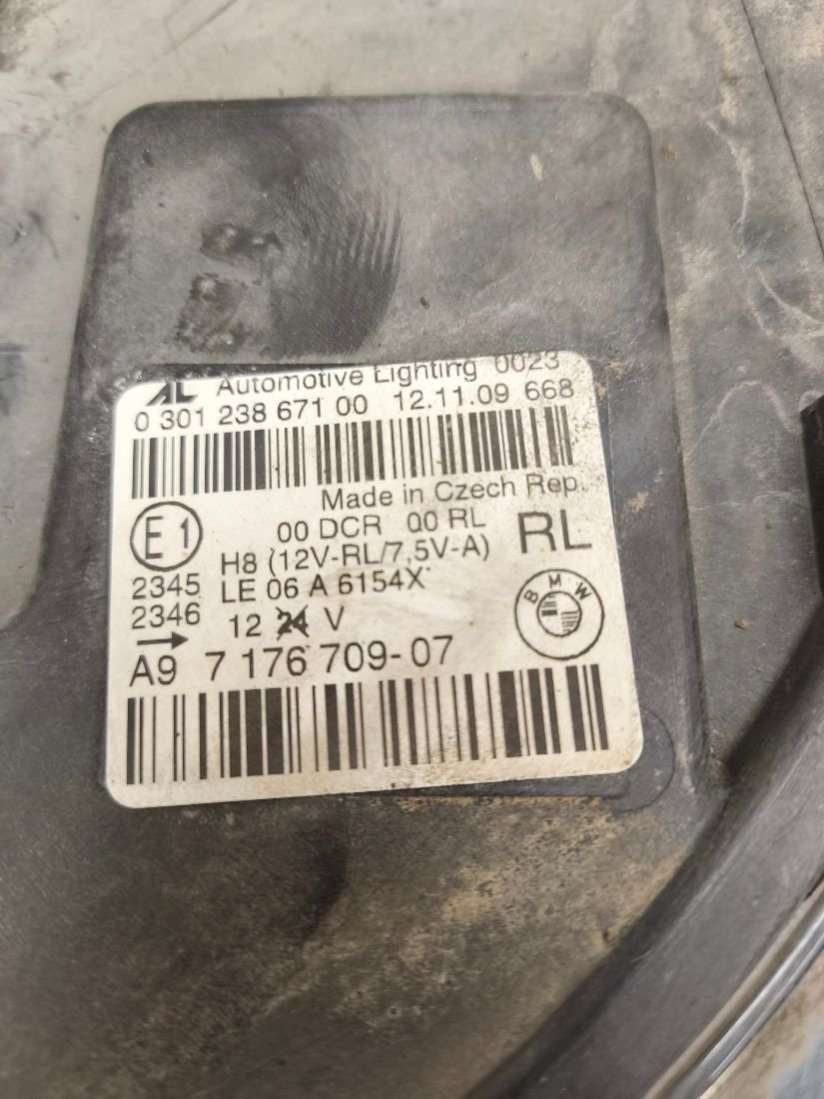 AL Automotive Lighting 0023
0 301 238 671 00 12.11.09 668
Made in Czech Rep.
E1
00 DCR 00 RL
RL
H8 (12V-RL/7,5V-A)
2345 LE 06 A 6154X
2346
12 24 V
BMW
A9 7 176 709-07